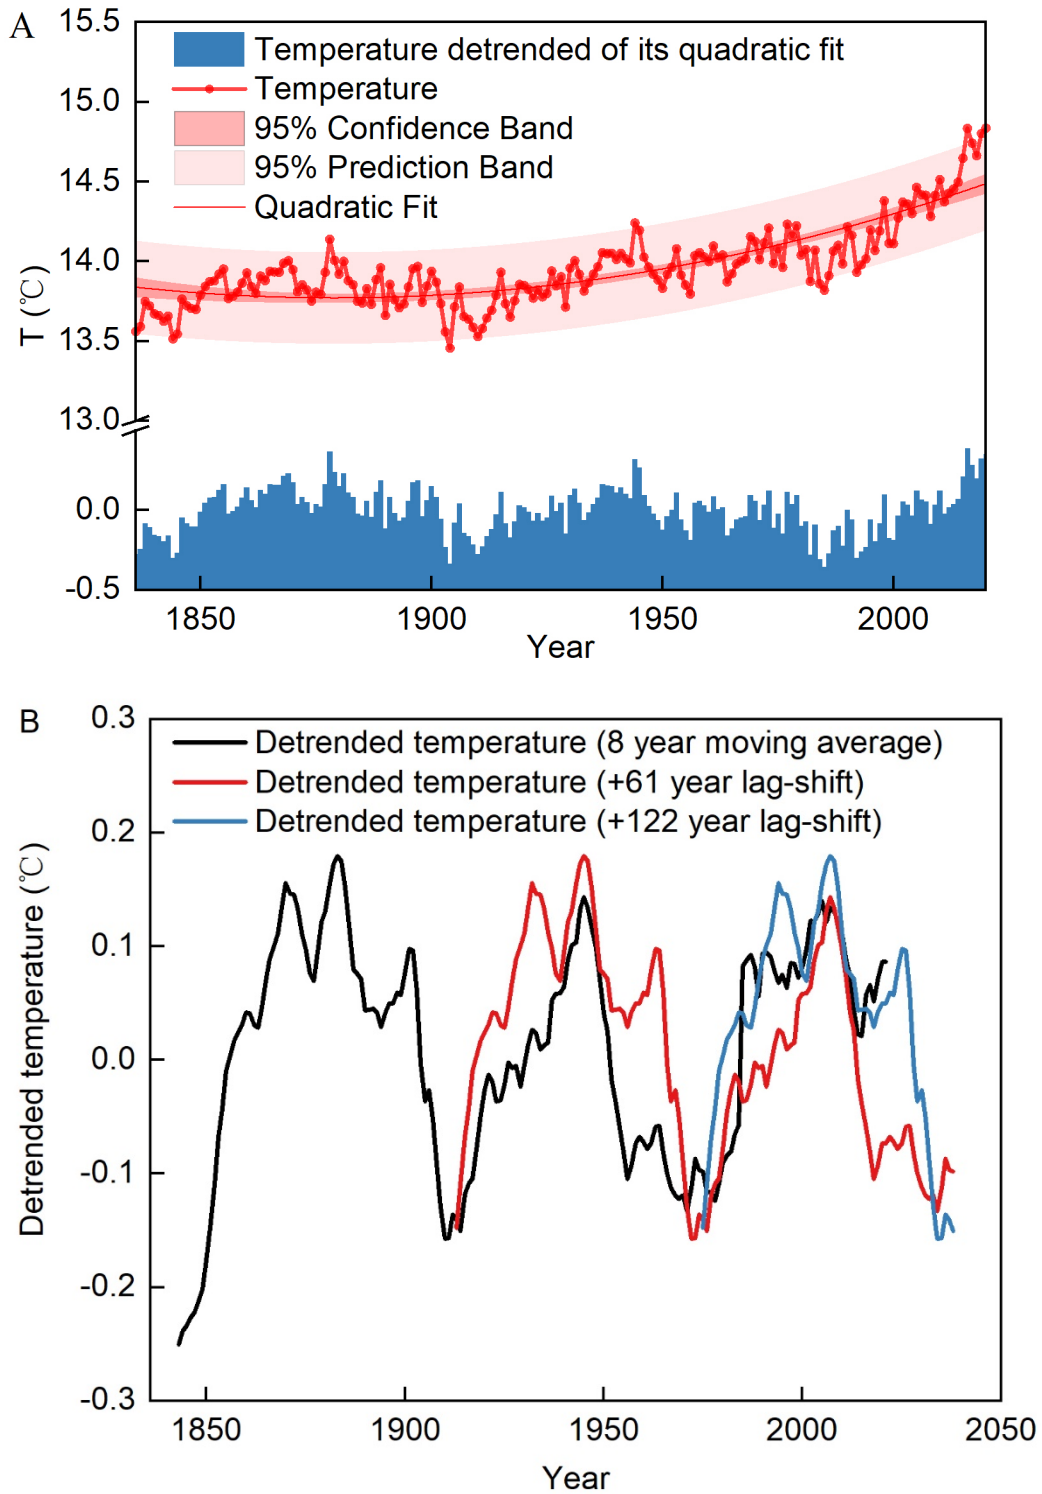 A
15.5
15.0
14.5
14.0
13.5
13.0
0.0
-0.5
T (℃)
Temperature detrended of its quadratic fit
Temperature
95% Confidence Band
95% Prediction Band
Quadratic Fit
1850 1900 1950 2000
Year
B
0.3
0.2
0.1
0.0
-0.1
-0.2
-0.3
Detrended temperature (℃)
Detrended temperature (8 year moving average)
Detrended temperature (+61 year lag-shift)
Detrended temperature (+122 year lag-shift)
1850 1900 1950 2000 2050
Year